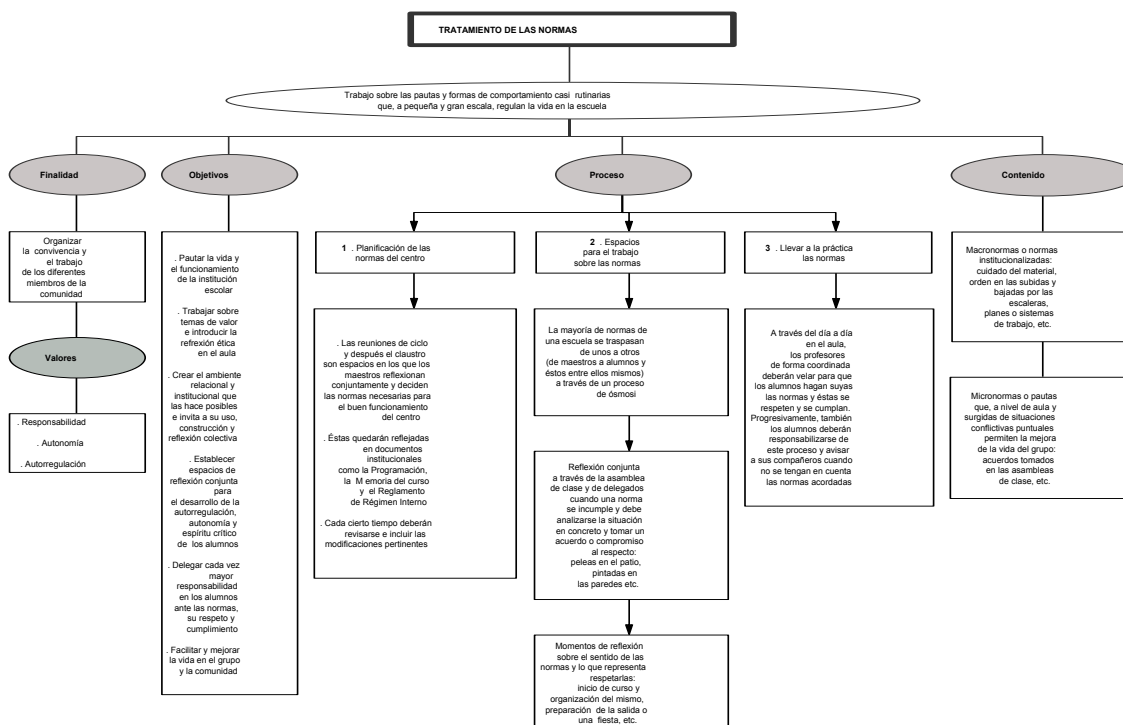 TRATAMIENTO DE LAS NORMAS
Trabajo sobre las pautas y formas de comportamiento casi rutinarias
que, a pequeña y gran escala, regulan la vida en la escuela
Finalidad
Organizar
la convivencia y
el trabajo
de los diferentes
miembros de la
comunidad
Valores
. Responsabilidad
. Autonomía
. Autorregulación
Objetivos
. Pautar la vida y
el funcionamiento
de la institución
escolar
. Trabajar sobre
temas de valor
e introducir la
refrexión ética
en el aula
. Crear el ambiente
relacional y
institucional que
las hace posibles
e invita a su uso,
construcción y
reflexión colectiva
. Establecer
espacios de
reflexión conjunta
para
el desarrollo de la
autorregulación,
autonomía y
espíritu crítico
de los alumnos
. Delegar cada vez
mayor
responsabilidad
en los alumnos
ante las normas,
su respeto y
cumplimiento
. Facilitar y mejorar
la vida en el grupo
y la comunidad
Proceso
1 . Planificación de las
normas del centro
. Las reuniones de ciclo
y después el claustro
son espacios en los que los
maestros reflexionan
conjuntamente y deciden
las normas necesarias para
el buen funcionamiento
del centro
. Éstas quedarán reflejadas
en documentos
institucionales
como la Programación,
la M emoria del curso
y el Reglamento
de Régimen Interno
. Cada cierto tiempo deberán
revisarse e incluir las
modificaciones pertinentes
2 . Espacios
para el trabajo
sobre las normas
La mayoría de normas de
una escuela se traspasan
de unos a otros
(de maestros a alumnos y
éstos entre ellos mismos)
a través de un proceso
de ósmosi
Reflexión conjunta
a través de la asamblea
de clase y de delegados
cuando una norma
se incumple y debe
analizarse la situación
en concreto y tomar un
acuerdo o compromiso
al respecto:
peleas en el patio,
pintadas en
las paredes etc.
Momentos de reflexión
sobre el sentido de las
normas y lo que representa
respetarlas:
inicio de curso y
organización del mismo,
preparación de la salida o
una fiesta, etc.
3 . Llevar a la práctica
las normas
A través del día a día
en el aula,
los profesores
de forma coordinada
deberán velar para que
los alumnos hagan suyas
las normas y éstas se
respeten y se cumplan.
Progresivamente, también
los alumnos deberán
responsabilizarse de
este proceso y avisar
a sus compañeros cuando
no se tengan en cuenta
las normas acordadas
Contenido
Macronormas o normas
institucionalizadas:
cuidado del material,
orden en las subidas y
bajadas por las
escaleras,
planes o sistemas
de trabajo, etc.
Micronormas o pautas
que, a nivel de aula y
surgidas de situaciones
conflictivas puntuales
permiten la mejora
de la vida del grupo:
acuerdos tomados
en las asambleas
de clase, etc.